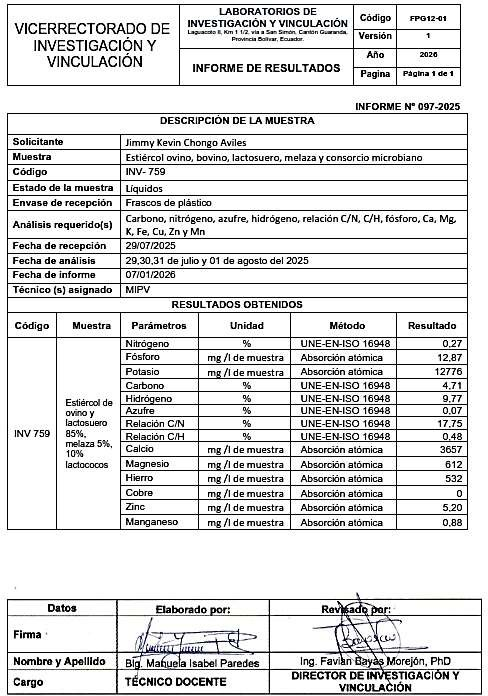 VICERRECTORADO DE
INVESTIGACIÓN Y
VINCULACIÓN
LABORATORIOS DE
INVESTIGACIÓN Y VINCULACIÓN
Laguacoto II, Km 1 1/2, vía a San Simón, Cantón Guaranda,
Provincia Bolívar, Ecuador.
INFORME DE RESULTADOS
Código FPG12-01
Versión 1
Año 2026
Pagina Página 1 de 1
INFORME Nº 097-2025
DESCRIPCIÓN DE LA MUESTRA
Solicitante Jimmy Kevin Chongo Aviles
Muestra Estiércol ovino, bovino, lactosuero, melaza y consorcio microbiano
Código INV- 759
Estado de la muestra Líquidos
Envase de recepción Frascos de plástico
Análisis requerido(s) Carbono, nitrógeno, azufre, hidrógeno, relación C/N, C/H, fósforo, Ca, Mg,
K, Fe, Cu, Zn y Mn
Fecha de recepción 29/07/2025
Fecha de análisis 29,30,31 de julio y 01 de agosto del 2025
Fecha de informe 07/01/2026
Técnico (s) asignado MIPV
RESULTADOS OBTENIDOS
Código Muestra Parámetros Unidad Método Resultado
INV 759
Estiércol de
ovino y
lactosuero
85%,
melaza 5%,
10%
lactococos
Nitrógeno % UNE-EN-ISO 16948 0,27
Fósforo mg /l de muestra Absorción atómica 12,87
Potasio mg /l de muestra Absorción atómica 12776
Carbono % UNE-EN-ISO 16948 4,71
Hidrógeno % UNE-EN-ISO 16948 9,77
Azufre % UNE-EN-ISO 16948 0,07
Relación C/N % UNE-EN-ISO 16948 17,75
Relación C/H % UNE-EN-ISO 16948 0,48
Calcio mg /l de muestra Absorción atómica 3657
Magnesio mg /l de muestra Absorción atómica 612
Hierro mg /l de muestra Absorción atómica 532
Cobre mg /l de muestra Absorción atómica 0
Zinc mg /l de muestra Absorción atómica 5,20
Manganeso mg /l de muestra Absorción atómica 0,88
Datos Elaborado por: Revisado por:
Firma
Nombre y Apellido Blg. Manuela Isabel Paredes Ing. Favian Bayas Morejón, PhD
Cargo TÉCNICO DOCENTE DIRECTOR DE INVESTIGACIÓN Y
VINCULACIÓN